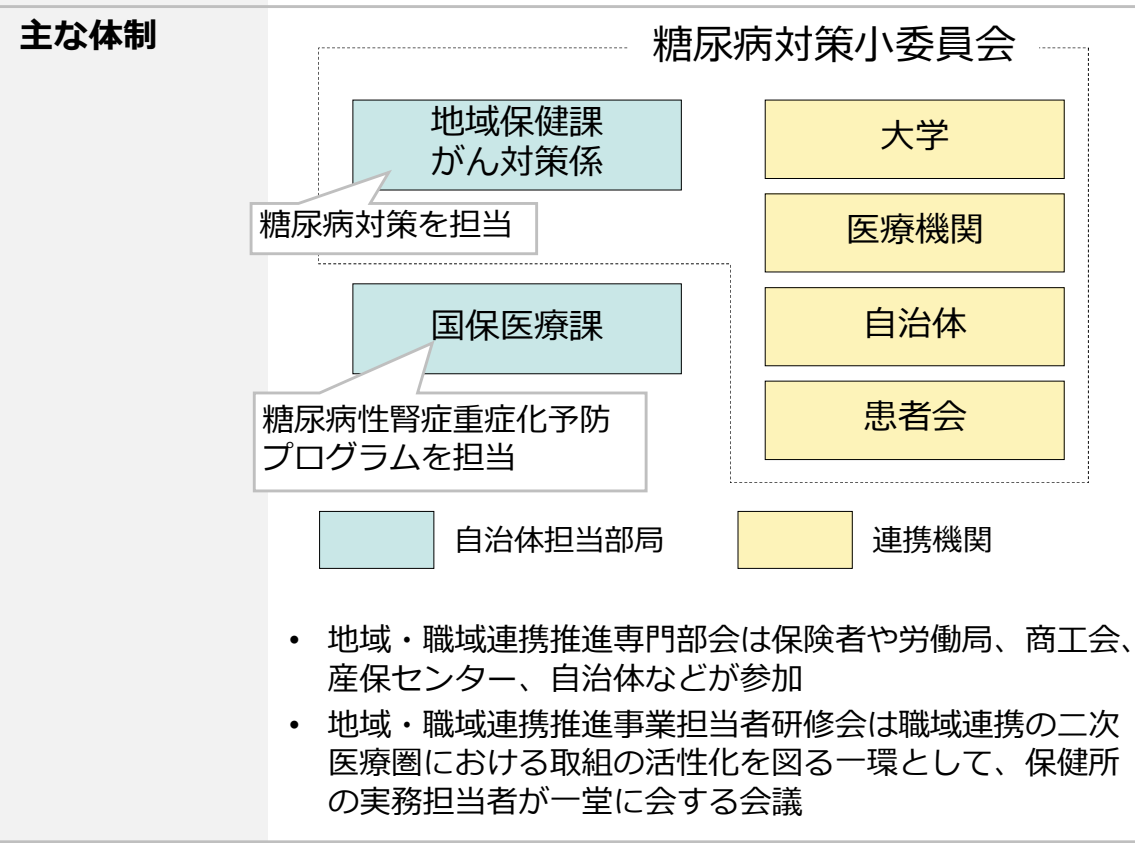 主な体制
糖尿病対策小委員会
地域保健課
がん対策係
糖尿病対策を担当
国保医療課
糖尿病性腎症重症化予防
プログラムを担当
大学
医療機関
自治体
患者会
自治体担当部局
連携機関
• 地域・職域連携推進専門部会は保険者や労働局、商工会、
産保センター、自治体などが参加
• 地域・職域連携推進事業担当者研修会は職域連携の二次
医療圏における取組の活性化を図る一環として、保健所
の実務担当者が一堂に会する会議